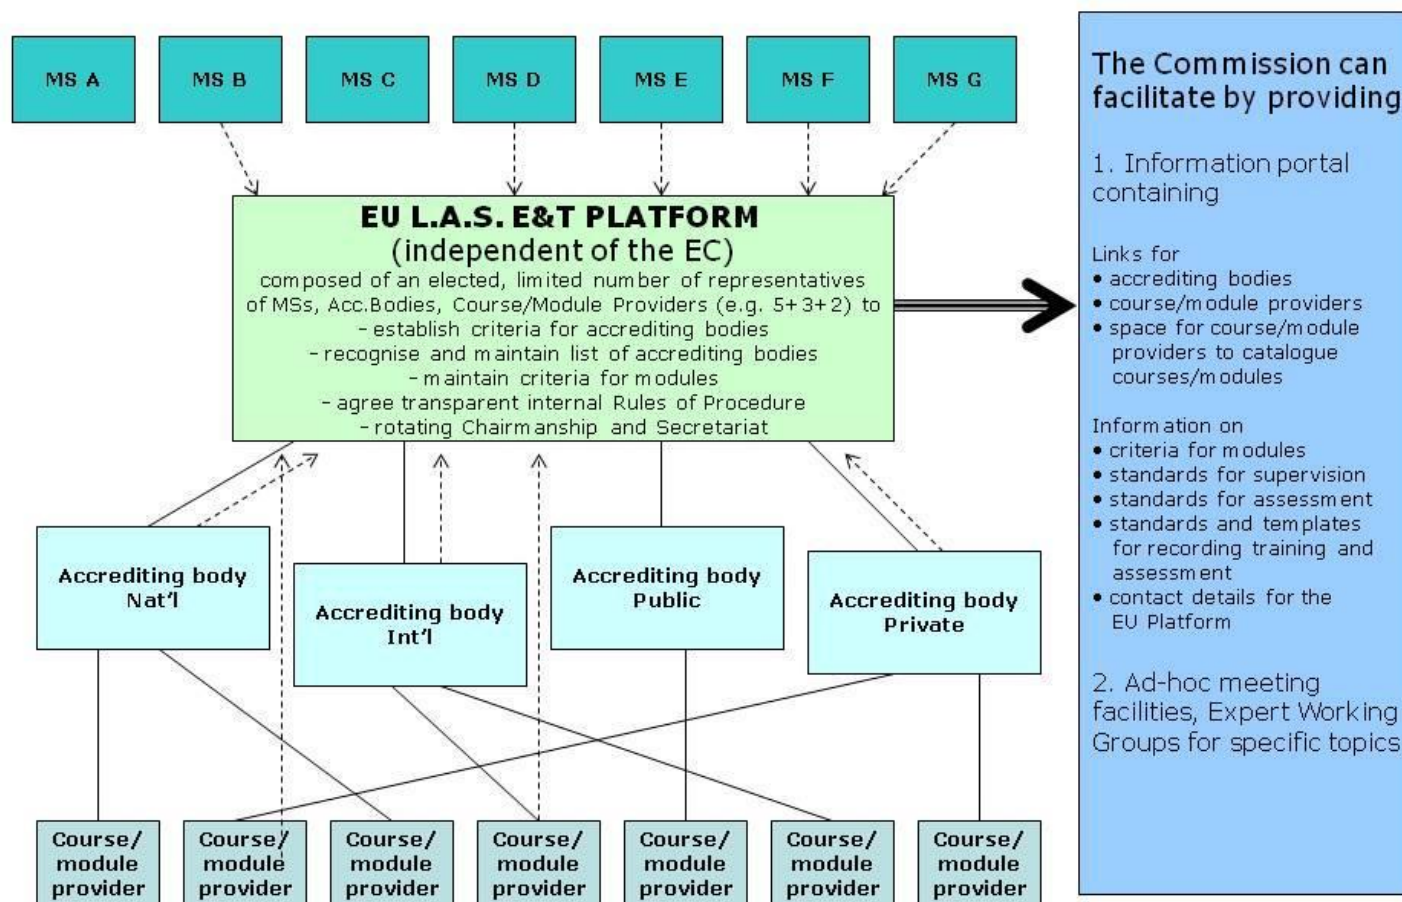 MS A
MS B
MS C
MS D
MS E
MS F
MS G
EU L.A.S. E&T PLATFORM
(independent of the EC)
composed of an elected, limited number of representatives
of MSs, Acc.Bodies, Course/Module Providers (e.g. 5+3+2) to
- establish criteria for accrediting bodies
- recognise and maintain list of accrediting bodies
- maintain criteria for modules
- agree transparent internal Rules of Procedure
- rotating Chairmanship and Secretariat
Accrediting body
Nat'l
Accrediting body
Int'l
Accrediting body
Public
Accrediting body
Private
Course/
module
provider
Course/
module
provider
Course/
module
provider
Course/
module
provider
Course/
module
provider
Course/
module
provider
Course/
module
provider
The Commission can
facilitate by providing
1. Information portal
containing
Links for
• accrediting bodies
• course/module providers
• space for course/module
providers to catalogue
courses/modules
Information on
• criteria for modules
• standards for supervision
• standards for assessment
• standards and templates
for recording training and
assessment
• contact details for the
EU Platform
2. Ad-hoc meeting
facilities, Expert Working
Groups for specific topics